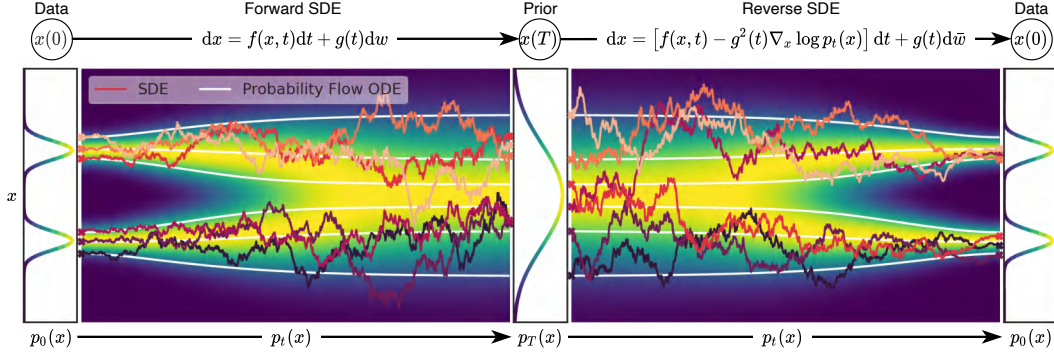 Data Forward SDE Prior Reverse SDE Data
x(0) dx = f(x, t)dt + g(t)dw x(T) dx = [f(x, t) − g²(t)∇ₓ log pₜ(x)] dt + g(t)dw̄ x(0)
SDE Probability Flow ODE
x
p₀(x) pₜ(x) p_T(x) pₜ(x) p₀(x)